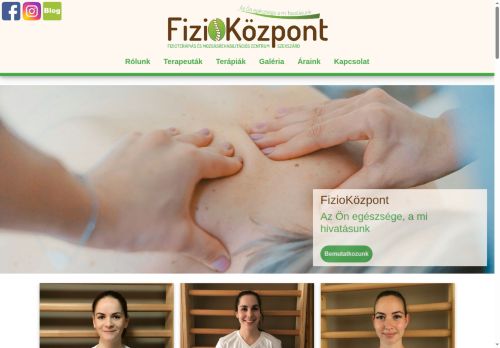 Blog
Az Ön egészsége a mi hivatásunk
FizioKözpont
FIZIOTERÁPIÁS ÉS MOZGÁSREHABILITÁCIÓS CENTRUM SZEKSZÁRD
Rólunk Terapeuták Terápiák Galéria Áraink Kapcsolat
FizioKözpont
Az Ön egészsége, a mi
hivatásunk
Bemutatkozunk